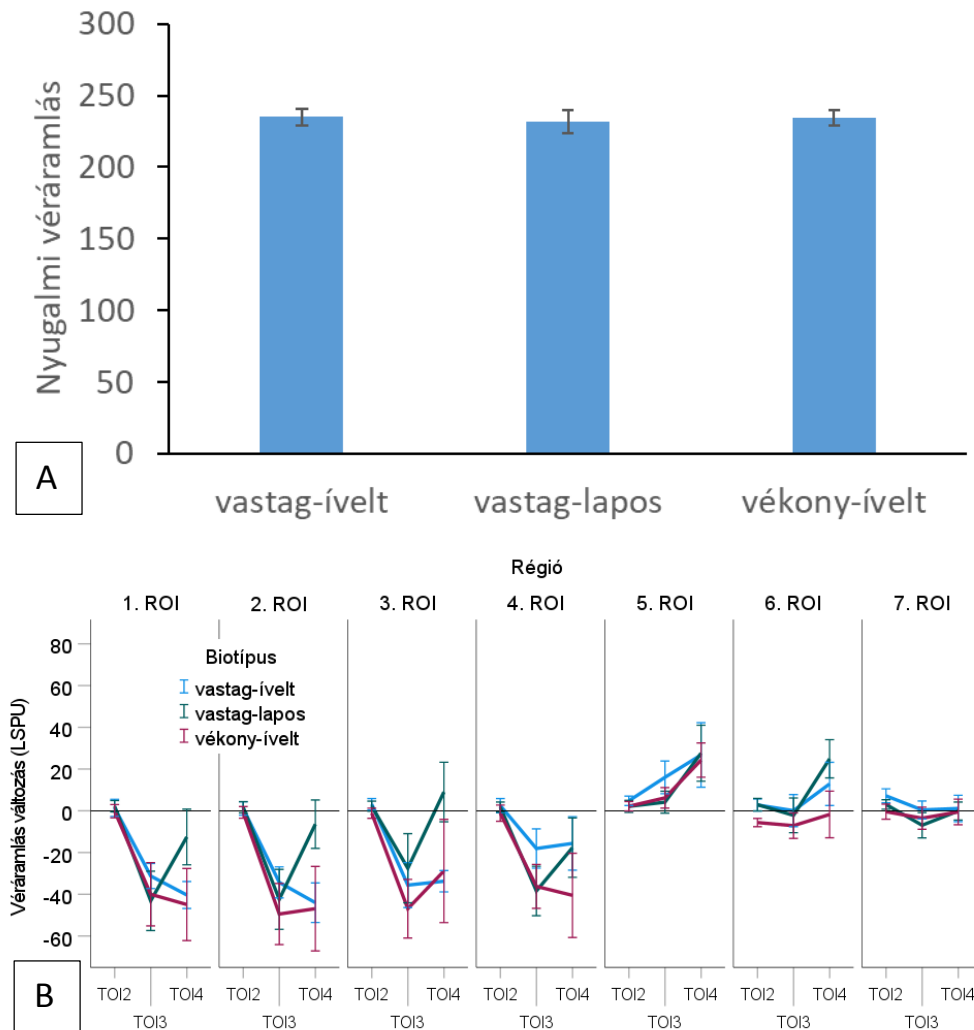 300
250
200
150
100
50
0
Nyugalmi véráramlás
A
vastag-ívelt vastag-lapos vékony-ívelt
Régió
1. ROI 2. ROI 3. ROI 4. ROI 5. ROI 6. ROI 7. ROI
80
60
40
20
0
-20
-40
-60
Véráramlás változás (LSPU)
Biotípus
vastag-ívelt
vastag-lapos
vékony-ívelt
B
TOI2 TOI4 TOI2 TOI4 TOI2 TOI4 TOI2 TOI4 TOI2 TOI4 TOI2 TOI4 TOI2 TOI4
TOI3 TOI3 TOI3 TOI3 TOI3 TOI3 TOI3